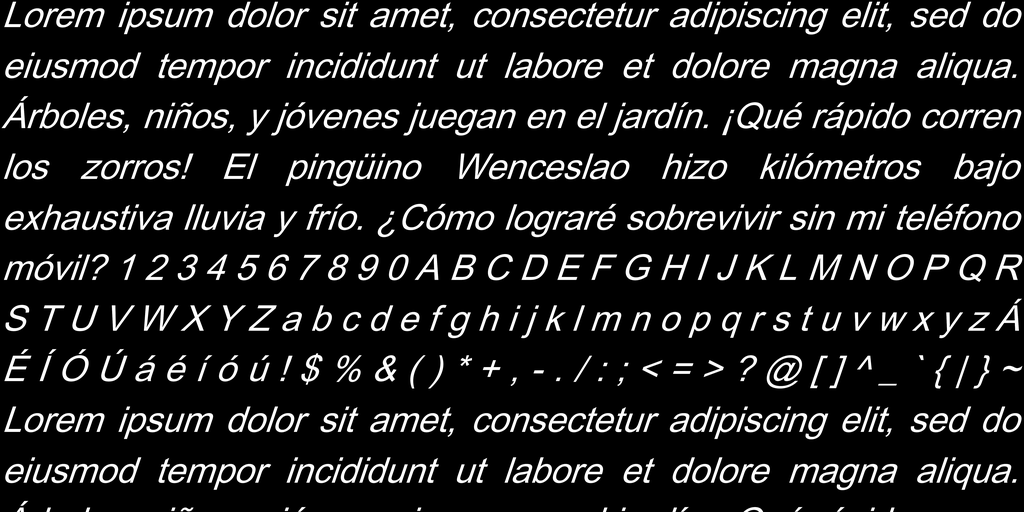 Lorem ipsum dolor sit amet, consectetur adipiscing elit, sed do
eiusmod tempor incididunt ut labore et dolore magna aliqua.
Árboles, niños, y jóvenes juegan en el jardín. ¡Qué rápido corren
los zorros! El pingüino Wenceslao hizo kilómetros bajo
exhaustiva lluvia y frío. ¿Cómo lograré sobrevivir sin mi teléfono
móvil? 1 2 3 4 5 6 7 8 9 0 A B C D E F G H I J K L M N O P Q R
S T U V W X Y Z a b c d e f g h i j k l m n o p q r s t u v w x y z Á
É Í Ó Ú á é í ó ú ! $ % & ( ) * + , - . / : ; < = > ? @ [ ] ^ _ ` { | } ~
Lorem ipsum dolor sit amet, consectetur adipiscing elit, sed do
eiusmod tempor incididunt ut labore et dolore magna aliqua.